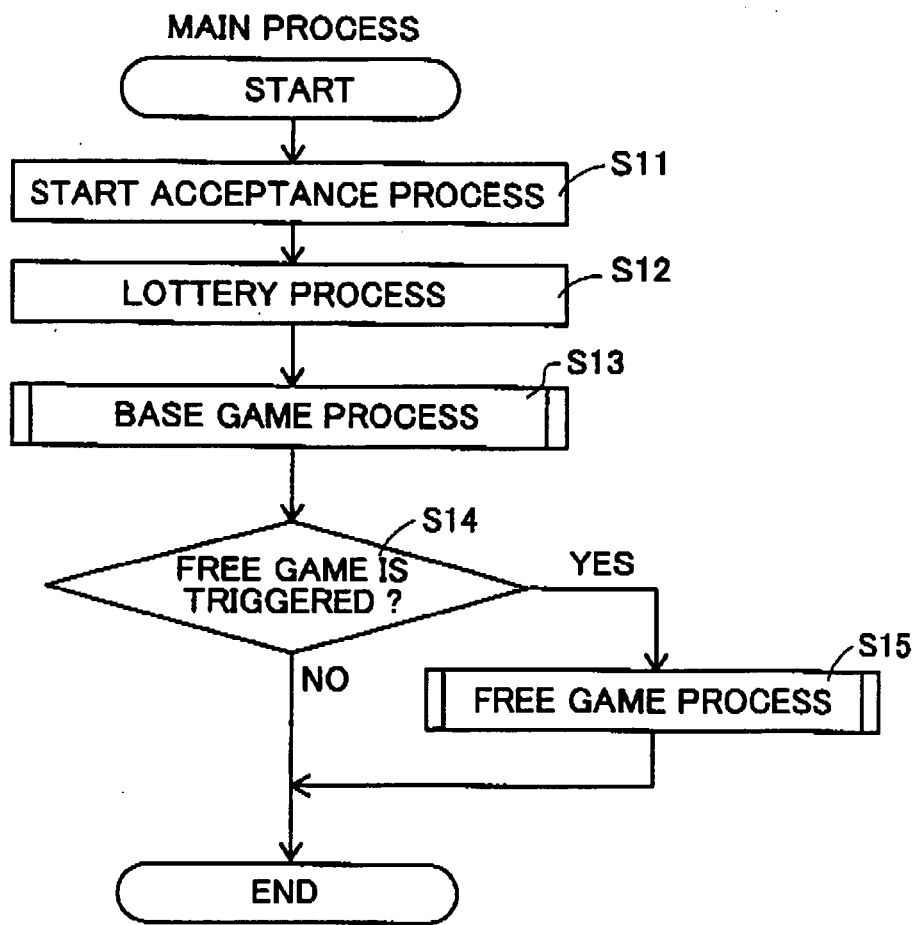 MAIN PROCESS
START
START ACCEPTANCE PROCESS
S11
LOTTERY PROCESS
S12
BASE GAME PROCESS
S13
FREE GAME IS
TRIGGERED ?
S14
YES
NO
FREE GAME PROCESS
S15
END